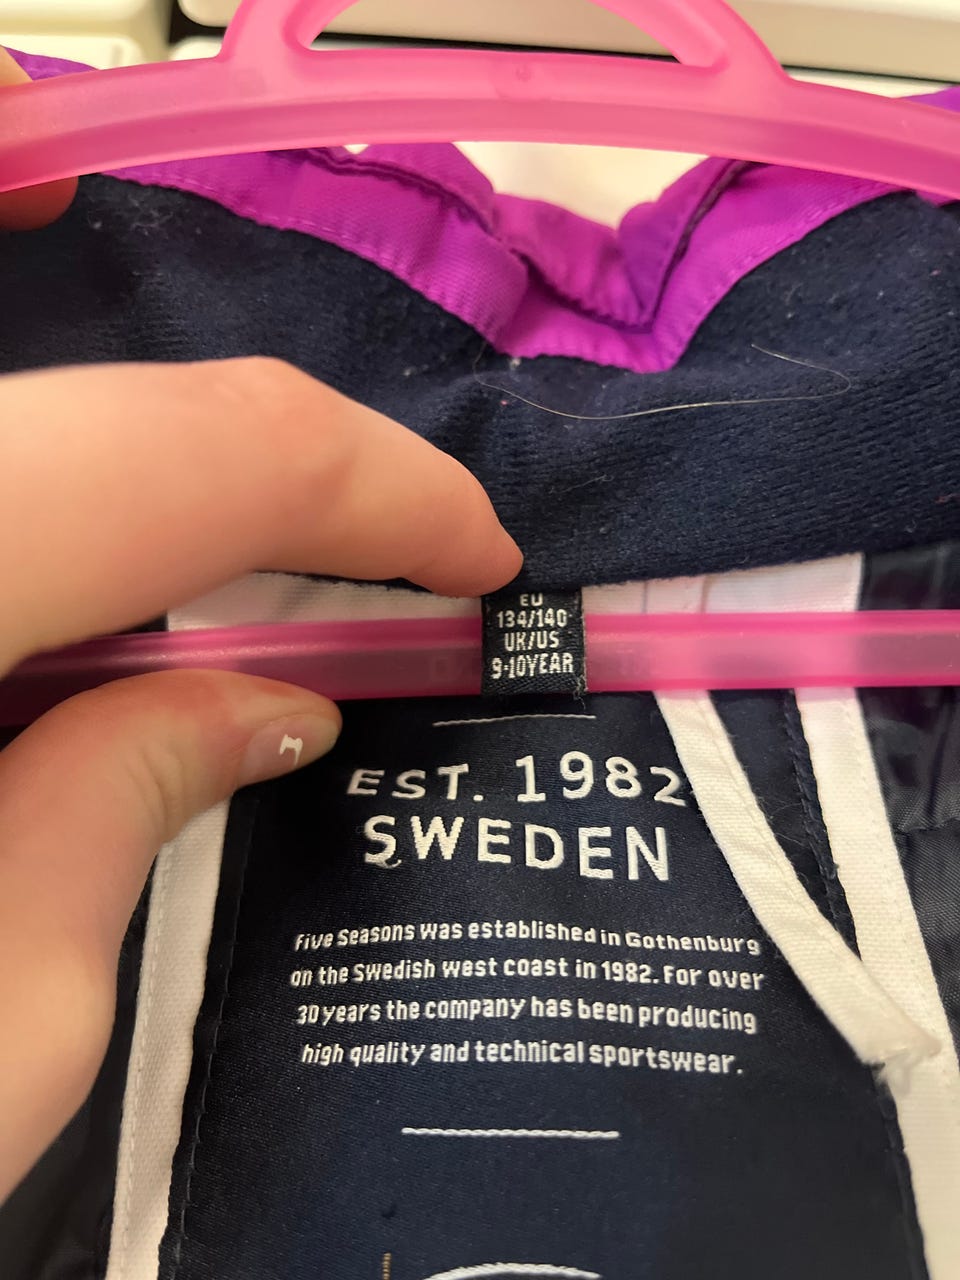 EU
134/140
UK/US
9-10YEAR
EST. 1982
SWEDEN
Five Seasons was established in Gothenburg
on the Swedish west coast in 1982. For over
30 years the company has been producing
high quality and technical sportswear.